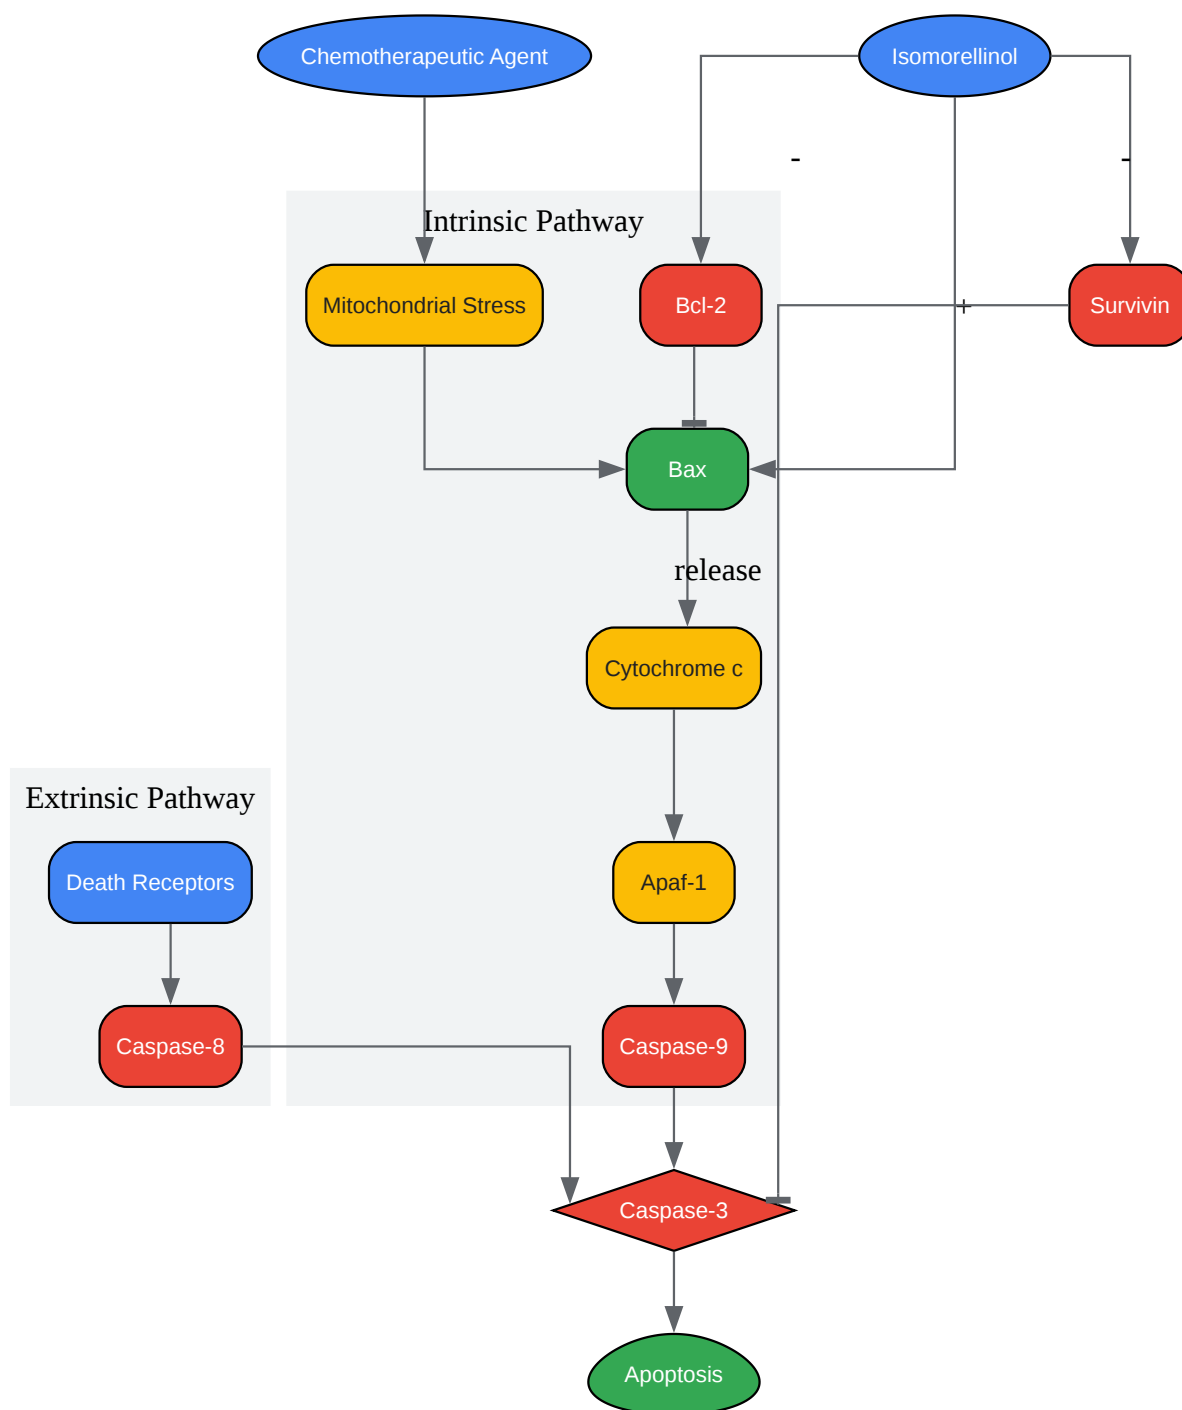 Chemotherapeutic Agent
Isomorellinol
-
-
Intrinsic Pathway
Mitochondrial Stress
Bcl-2
+
Survivin
Bax
release
Cytochrome c
Extrinsic Pathway
Death Receptors
Apaf-1
Caspase-8
Caspase-9
Caspase-3
Apoptosis